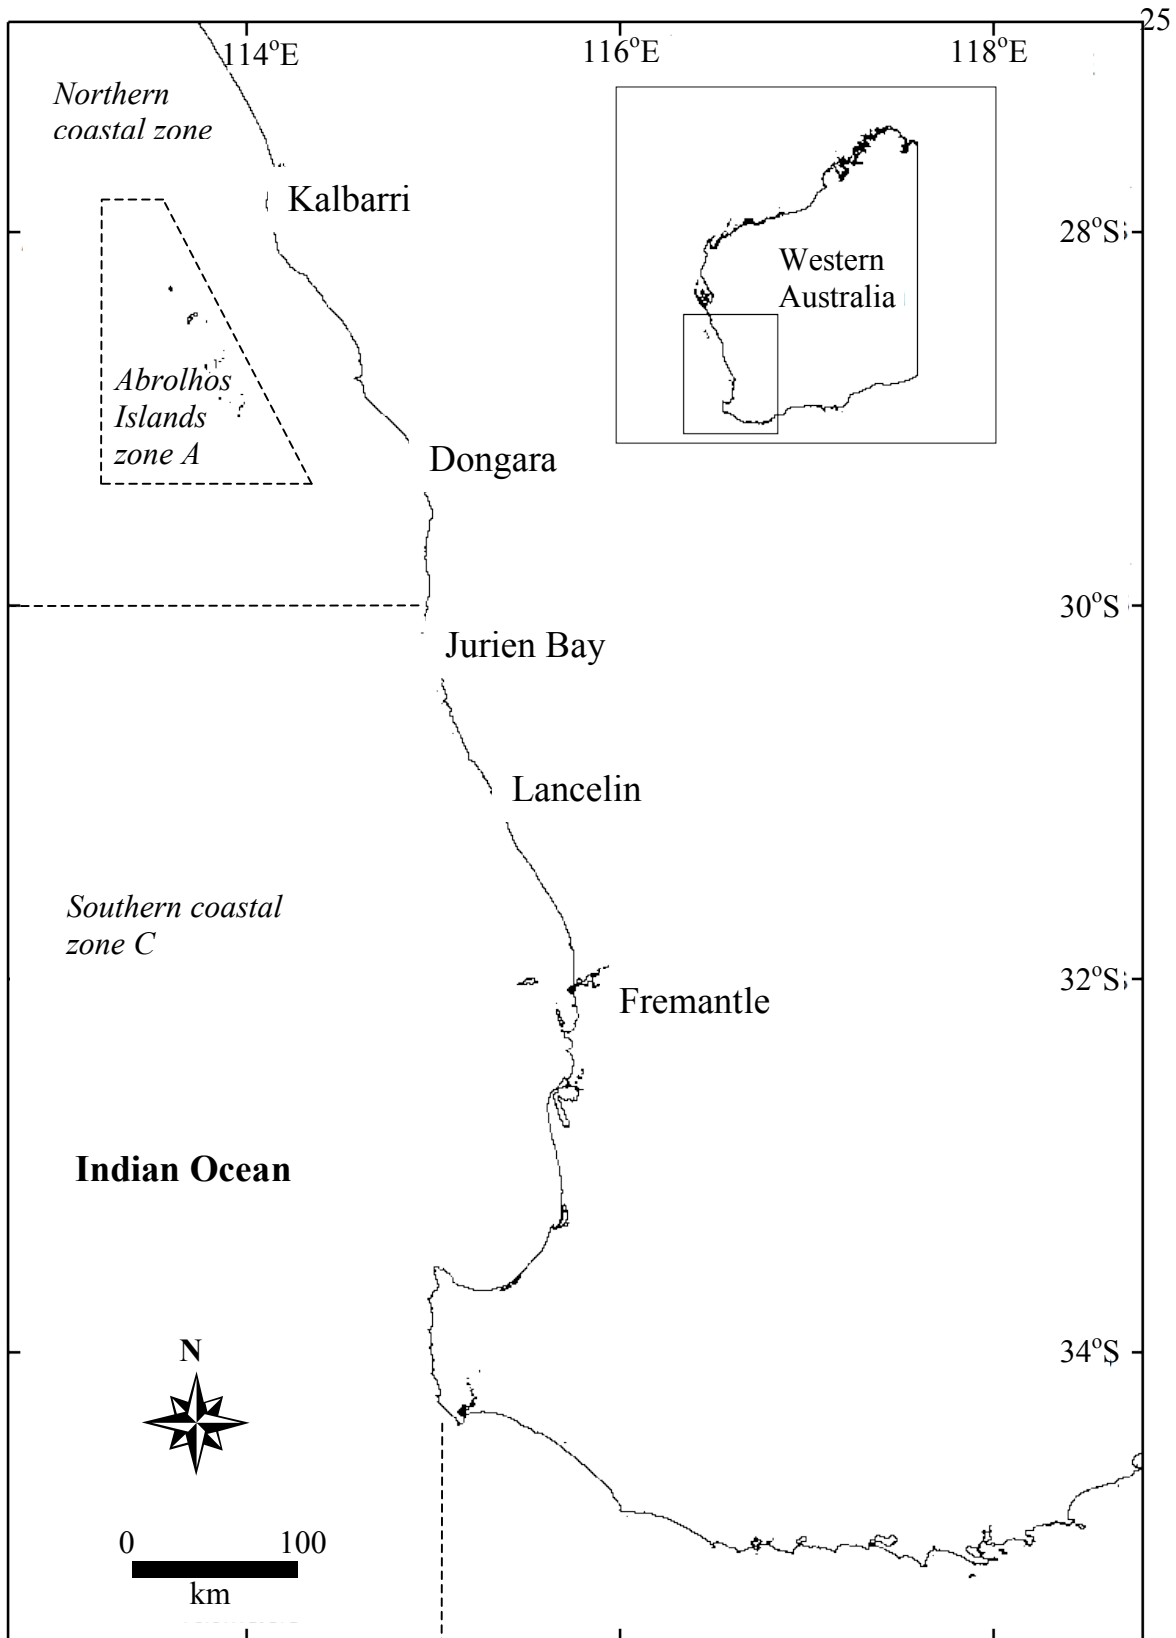 25
114°E
116°E
118°E
Northern
coastal zone
Kalbarri
28°S
Western
Australia
Abrolhos
Islands
zone A
Dongara
30°S
Jurien Bay
Lancelin
Southern coastal
zone C
32°S
Fremantle
Indian Ocean
34°S
N
0 100
km